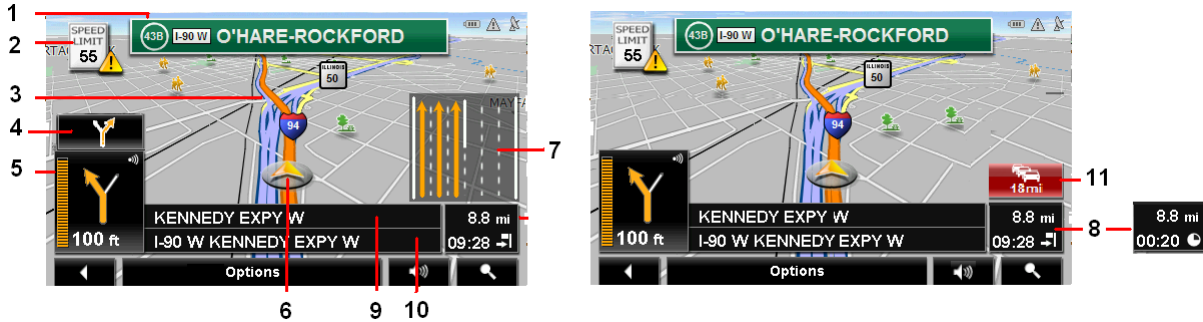 1
43B I-90 W O'HARE-ROCKFORD
2
SPEED
LIMIT
55
ILLINOIS
50
3
94
4
5
7
100 ft
KENNEDY EXPY W
I-90 W KENNEDY EXPY W
8.8 mi
09:28
Options
6
9
10
43B I-90 W O'HARE-ROCKFORD
SPEED
LIMIT
55
ILLINOIS
50
94
18mi
11
100 ft
KENNEDY EXPY W
I-90 W KENNEDY EXPY W
8.8 mi
09:28
8
8.8 mi
00:20
Options